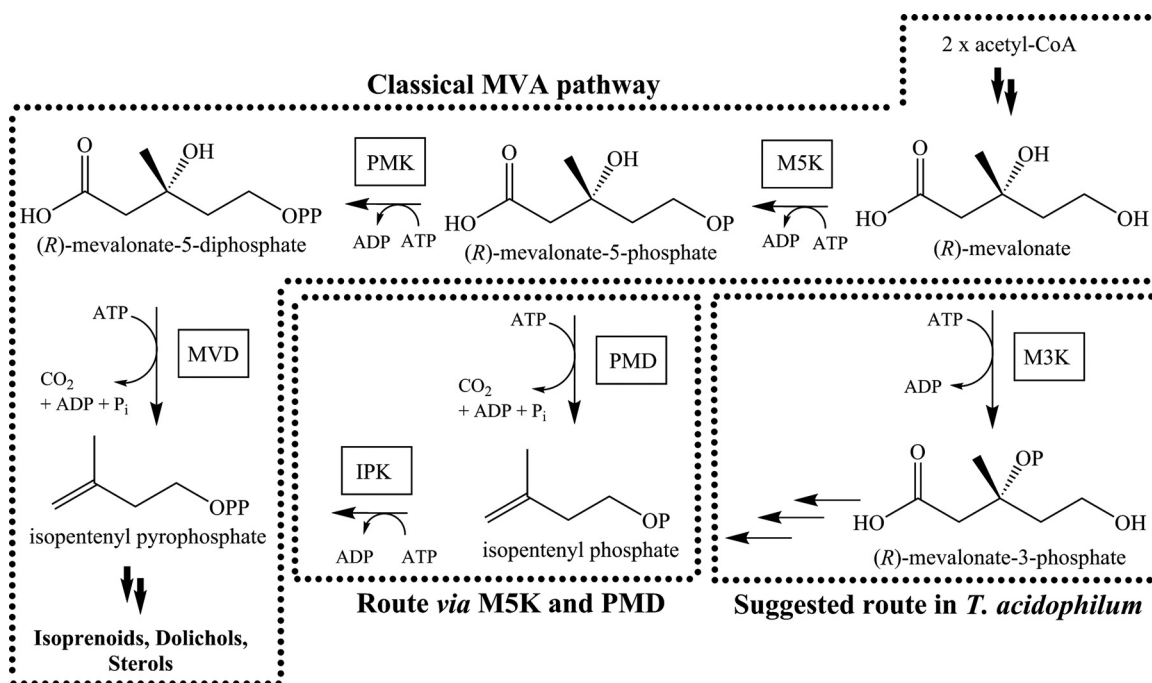 2 x acetyl-CoA
Classical MVA pathway
O
OH
HO
OPP
(R)-mevalonate-5-diphosphate
PMK
ADP
ATP
O
OH
HO
OP
(R)-mevalonate-5-phosphate
M5K
ADP
ATP
O
OH
HO
OH
(R)-mevalonate
ATP
MVD
CO2
+ ADP + Pi
OPP
isopentenyl pyrophosphate
Isoprenoids, Dolichols,
Sterols
ATP
PMD
CO2
+ ADP + Pi
IPK
ADP
ATP
OP
isopentenyl phosphate
Route via M5K and PMD
ATP
M3K
ADP
O
OP
HO
OH
(R)-mevalonate-3-phosphate
Suggested route in T. acidophilum